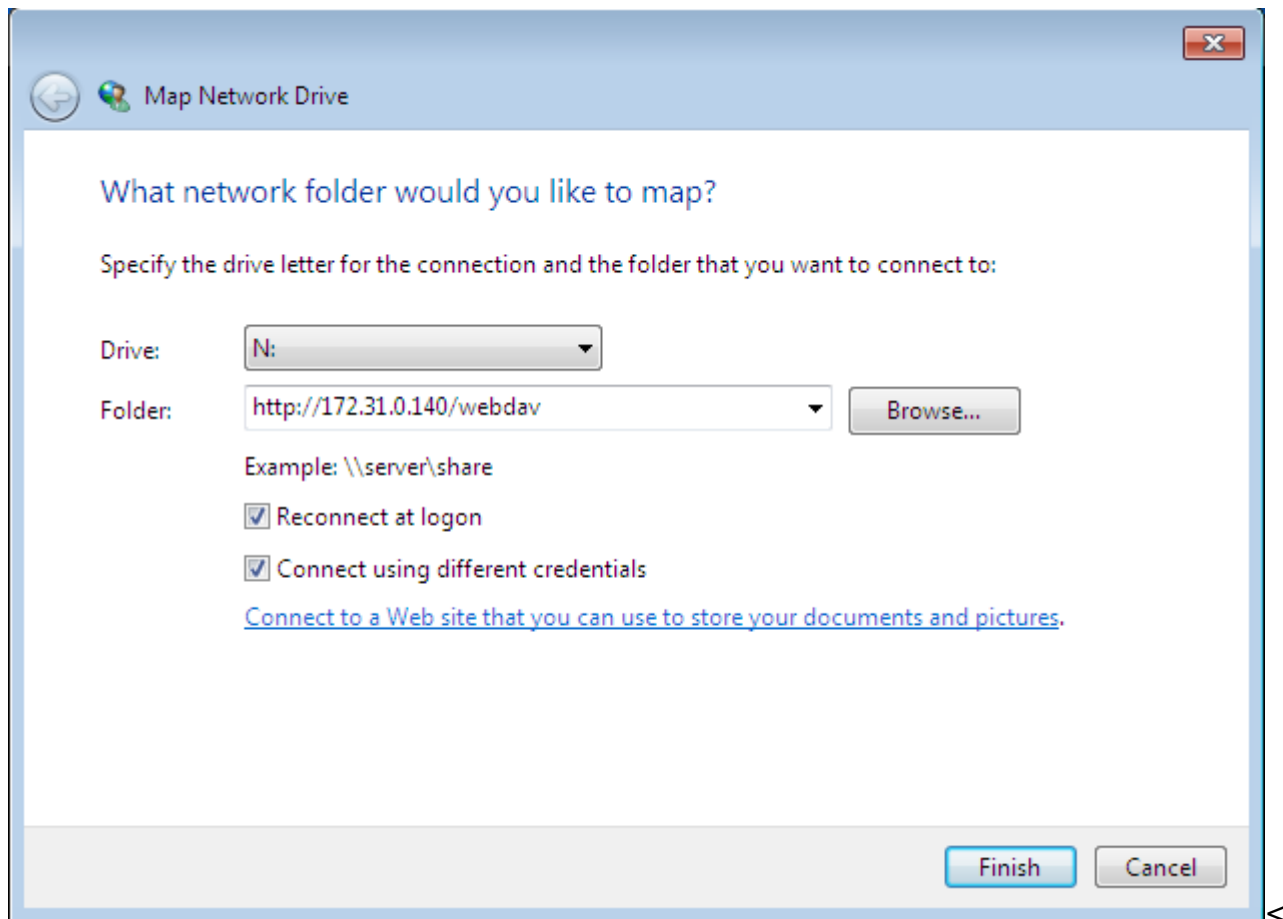 Map Network Drive
What network folder would you like to map?
Specify the drive letter for the connection and the folder that you want to connect to:
Drive: N:
Folder: http://172.31.0.140/webdav Browse...
Example: \\server\share
Reconnect at logon
Connect using different credentials
Connect to a Web site that you can use to store your documents and pictures.
Finish Cancel
<